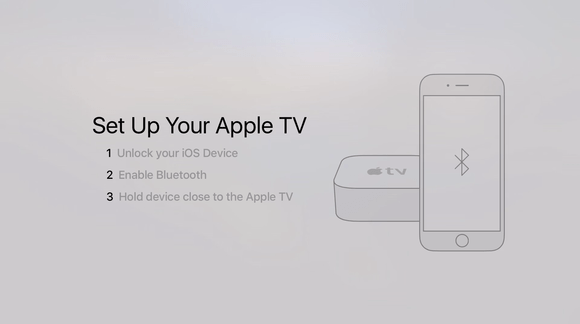 Set Up Your Apple TV
1 Unlock your iOS Device
2 Enable Bluetooth
3 Hold device close to the Apple TV
tv